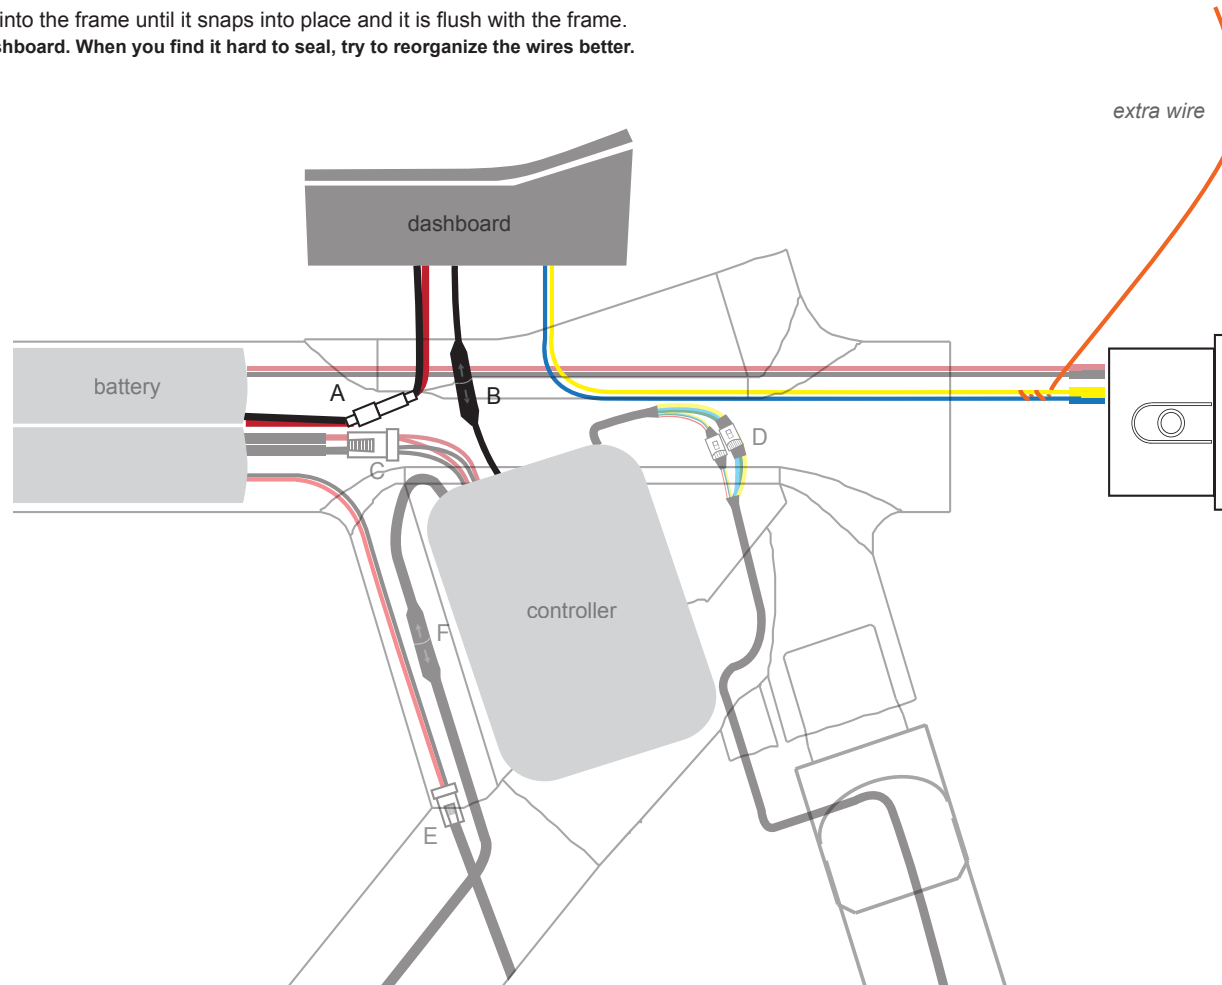 into the frame until it snaps into place and it is flush with the frame.
shboard. When you find it hard to seal, try to reorganize the wires better.
extra wire
dashboard
battery
A
B
C
D
controller
F
E